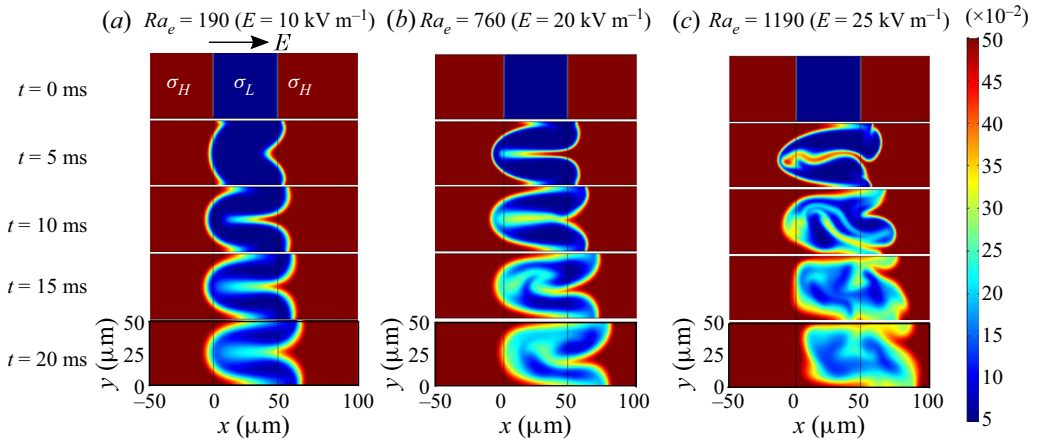 (a) Ra_e = 190 (E = 10 kV m⁻¹) (b) Ra_e = 760 (E = 20 kV m⁻¹) (c) Ra_e = 1190 (E = 25 kV m⁻¹) (×10⁻²)
E
t = 0 ms σ_H σ_L σ_H
t = 5 ms
t = 10 ms
t = 15 ms
t = 20 ms
y (μm) 50 25 0
y (μm) 50 25 0
y (μm) 50 25 0
–50 0 50 100
–50 0 50 100
–50 0 50 100
x (μm) x (μm) x (μm)
50
45
40
35
30
25
20
15
10
5